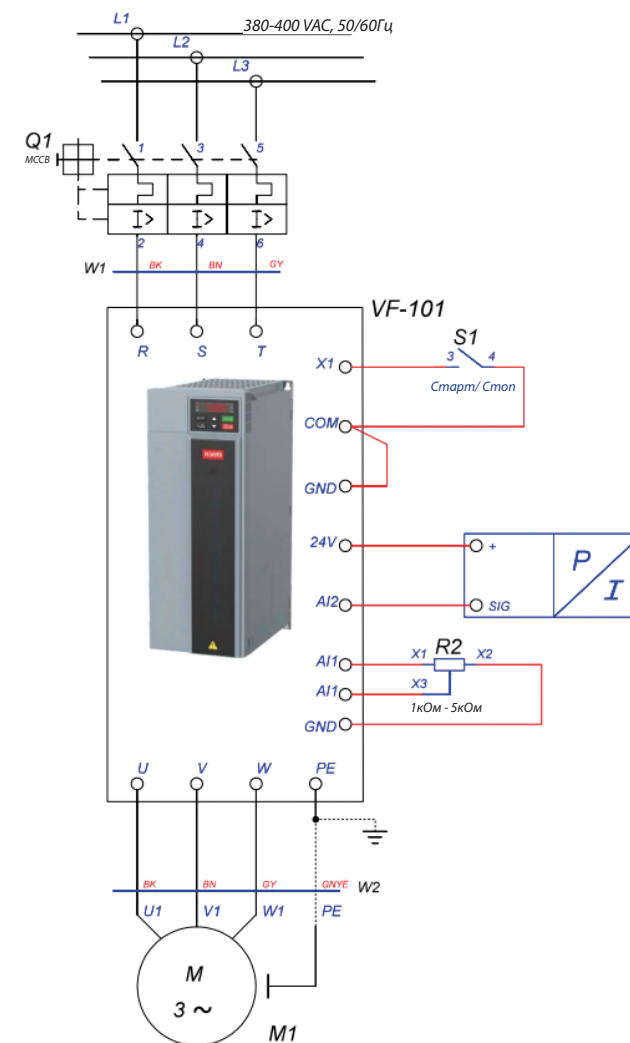 L1
380-400 VAC, 50/60Гц
L2
L3
Q1
MCCB
1 3 5
I> I> I>
2 4 6
W1 BK BN GY
VF-101
R S T
S1
X1 3 4
Старт/ Стоп
COM
GND
24V + P
I
AI2 SIG
R2
AI1 X1 X2
AI1 X3
1кОм - 5кОм
GND
U V W PE
BK BN GY GNYE W2
U1 V1 W1 PE
M
3 ~
M1